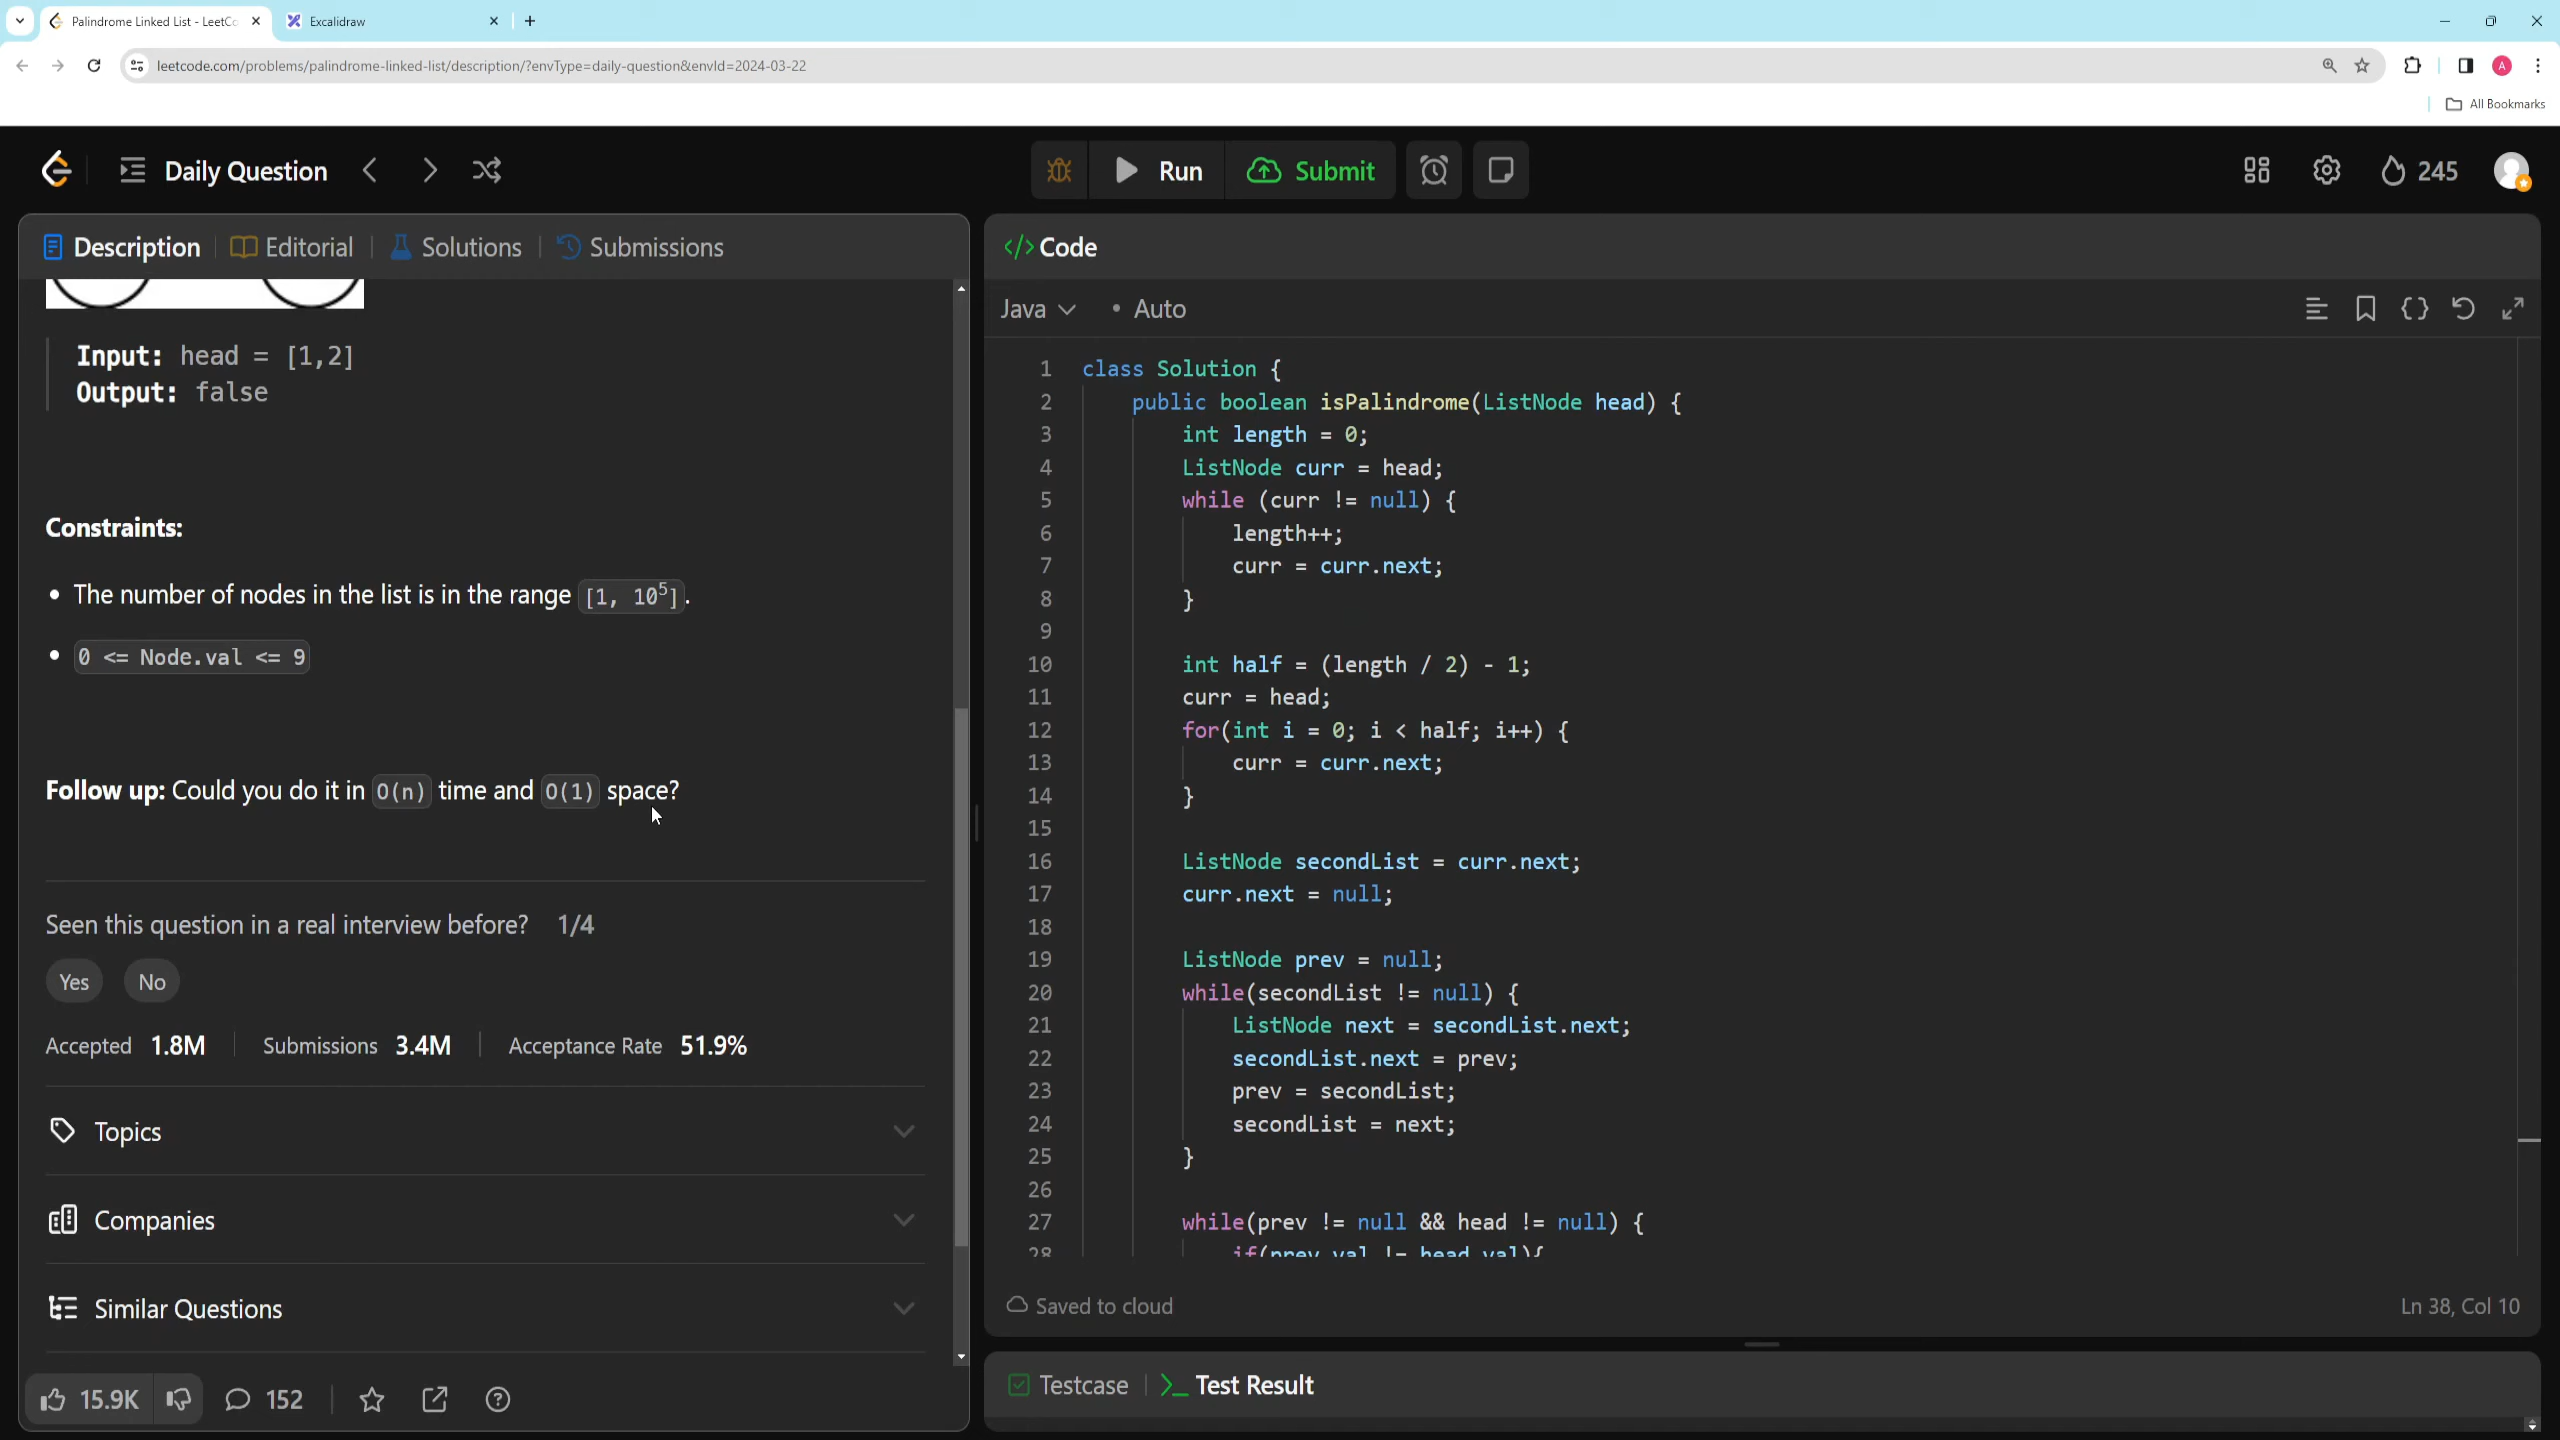 Palindrome Linked List - LeetCo
Excalidraw
leetcode.com/problems/palindrome-linked-list/description/?envType=daily-question&envId=2024-03-22
A
All Bookmarks
Daily Question
Run
Submit
245
Description
Editorial
Solutions
Submissions
Input: head = [1,2]
Output: false
Constraints:
• The number of nodes in the list is in the range [1, 10⁵].
• 0 <= Node.val <= 9
Follow up: Could you do it in O(n) time and O(1) space?
Seen this question in a real interview before? 1/4
Yes No
Accepted 1.8M Submissions 3.4M Acceptance Rate 51.9%
Topics
Companies
Similar Questions
15.9K 152
</> Code
Java • Auto
1 class Solution {
2 public boolean isPalindrome(ListNode head) {
3 int length = 0;
4 ListNode curr = head;
5 while (curr != null) {
6 length++;
7 curr = curr.next;
8 }
9
10 int half = (length / 2) - 1;
11 curr = head;
12 for(int i = 0; i < half; i++) {
13 curr = curr.next;
14 }
15
16 ListNode secondList = curr.next;
17 curr.next = null;
18
19 ListNode prev = null;
20 while(secondList != null) {
21 ListNode next = secondList.next;
22 secondList.next = prev;
23 prev = secondList;
24 secondList = next;
25 }
26
27 while(prev != null && head != null) {
28 if(prev.val != head.val){
Saved to cloud
Ln 38, Col 10
Testcase
Test Result